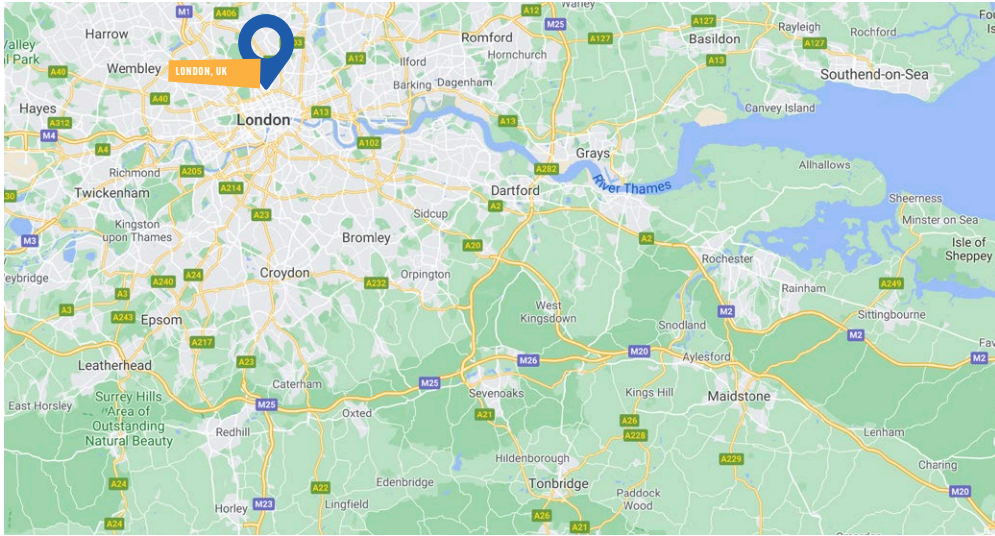 M1
A406
A12
Warley
M25
Harrow
Romford
A127
A127
Rayleigh
Rochford
Hornchurch
Basildon
A127
Valley
Park
A12
Ilford
A13
Wembley
LONDON, UK
A40
Barking
Dagenham
Southend-on-Sea
A40
Hayes
A13
Canvey Island
A312
London
A13
M4
A4
A102
Grays
Richmond
A205
A282
Allhallows
A214
River Thames
Twickenham
Dartford
Sheerness
A2
A23
Sidcup
Minster on Sea
Kingston
upon Thames
Bromley
A2
M3
A20
Isle of
Sheppey
Rochester
Croydon
Orpington
A24
A240
A232
A249
Rainham
A3
West
Kingsdown
A3
A243
Epsom
M2
Sittingbourne
Snodland
M2
A217
M20
Aylesford
M2
Leatherhead
A23
M26
Caterham
M25
Sevenoaks
Kings Hill
Maidstone
Surrey Hills
Area of
Outstanding
Natural Beauty
East Horsley
M25
Oxted
A21
Redhill
A26
A228
Lenham
Hildenborough
A229
Charing
A24
A22
Edenbridge
Tonbridge
M20
Horley
M23
Lingfield
Paddock
Wood
A24
A26
A21